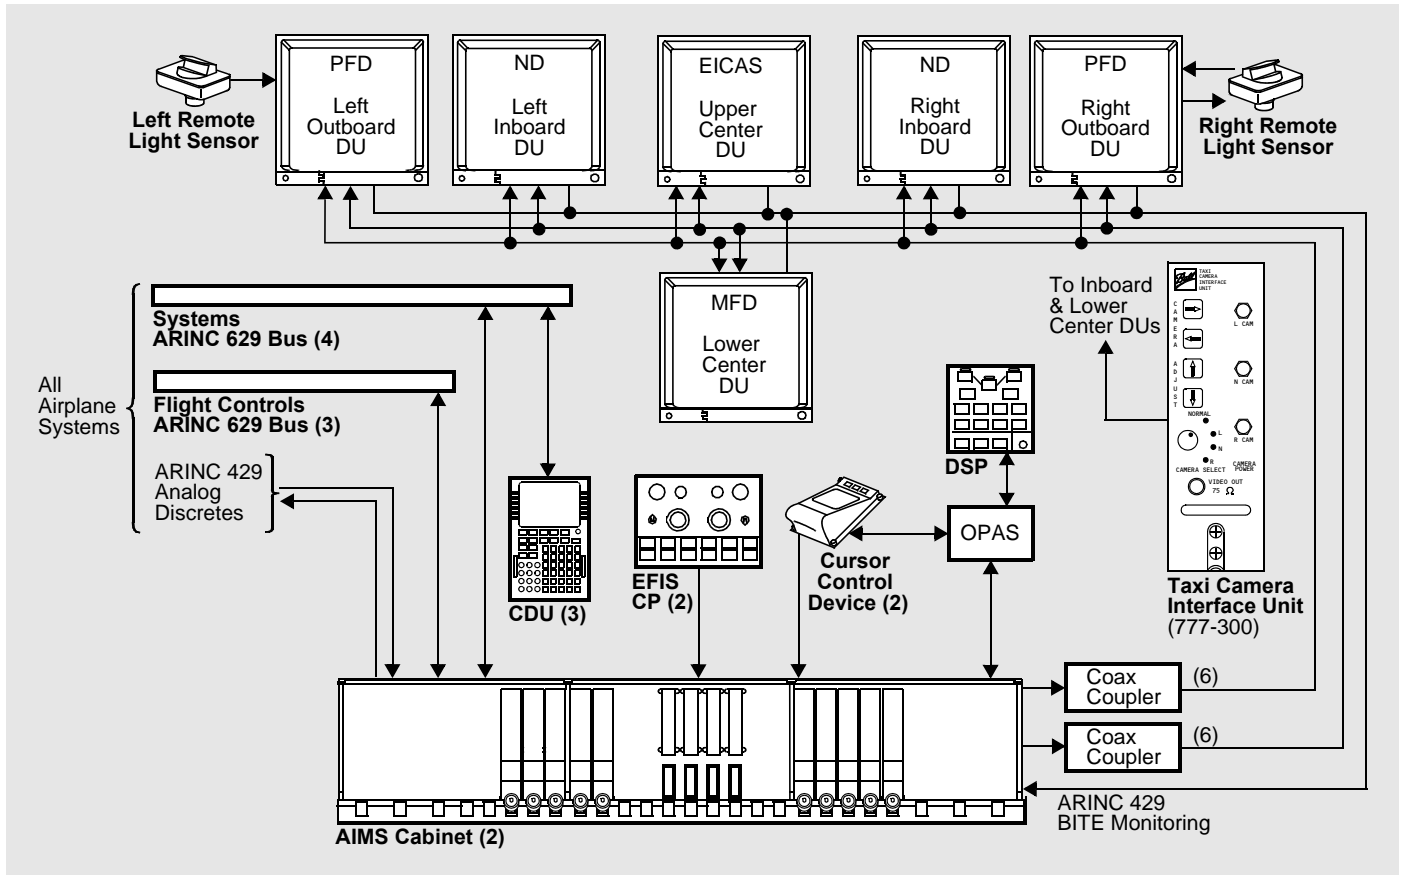 PFD
Left
Outboard
DU
ND
Left
Inboard
DU
EICAS
Upper
Center
DU
ND
Right
Inboard
DU
PFD
Right
Outboard
DU
Left Remote
Light Sensor
Right Remote
Light Sensor
MFD
Lower
Center
DU
Systems
ARINC 629 Bus (4)
Flight Controls
ARINC 629 Bus (3)
All
Airplane
Systems
ARINC 429
Analog
Discretes
CDU (3)
EFIS
CP (2)
Cursor
Control
Device (2)
DSP
OPAS
To Inboard
& Lower
Center DUs
TAXI
CAMERA
INTERFACE
UNIT
CAMERA
ADJUST
L CAM
N CAM
R CAM
NORMAL
L
N
R
CAMERA SELECT
CAMERA
POWER
VIDEO OUT
75 Ω
Taxi Camera
Interface Unit
(777-300)
Coax
Coupler
(6)
Coax
Coupler
(6)
ARINC 429
BITE Monitoring
AIMS Cabinet (2)